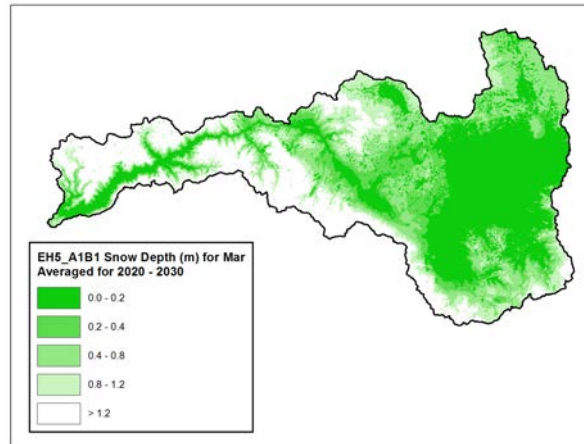 EH5_A1B1 Snow Depth (m) for Mar
Averaged for 2020 - 2030
0.0 - 0.2
0.2 - 0.4
0.4 - 0.8
0.8 - 1.2
> 1.2